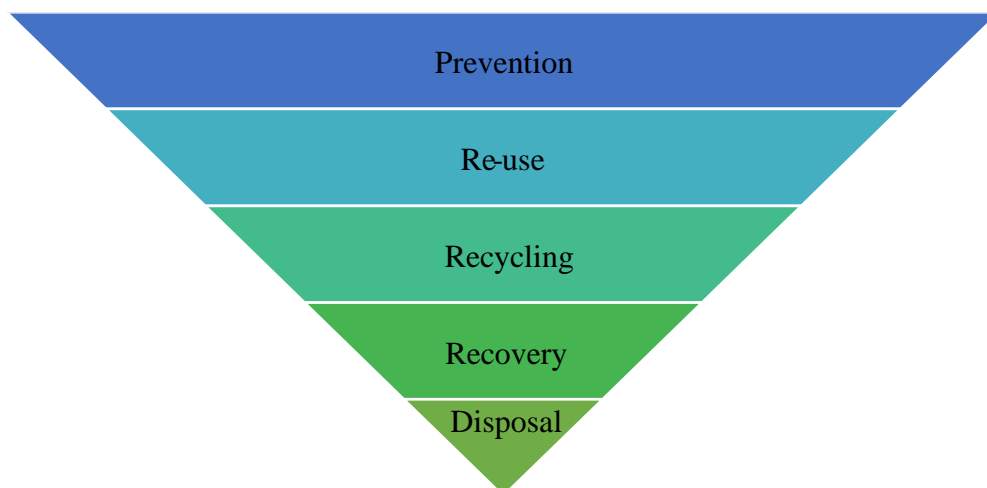 Prevention
Re-use
Recycling
Recovery
Disposal